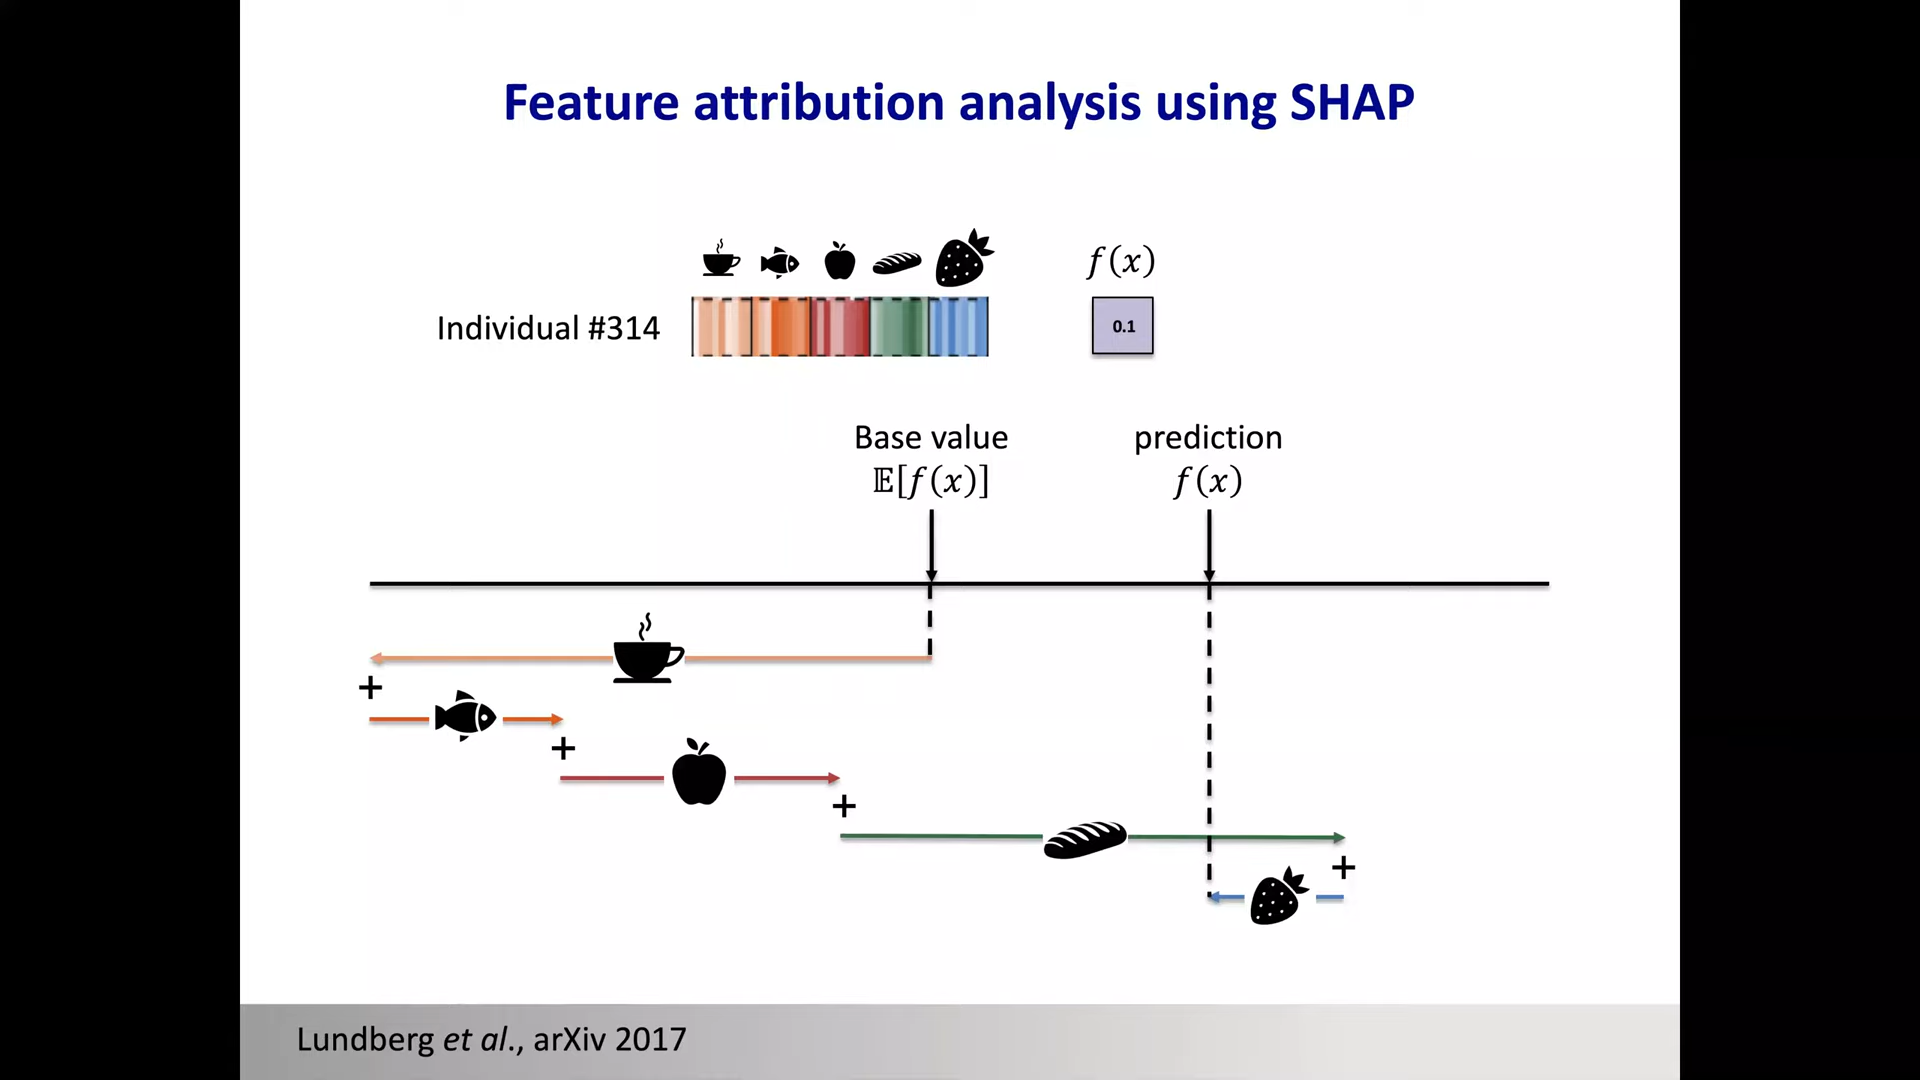 Feature attribution analysis using SHAP
f(x)
Individual #314
0.1
Base value
prediction
𝔼[f(x)]
f(x)
+
+
+
+
Lundberg et al., arXiv 2017